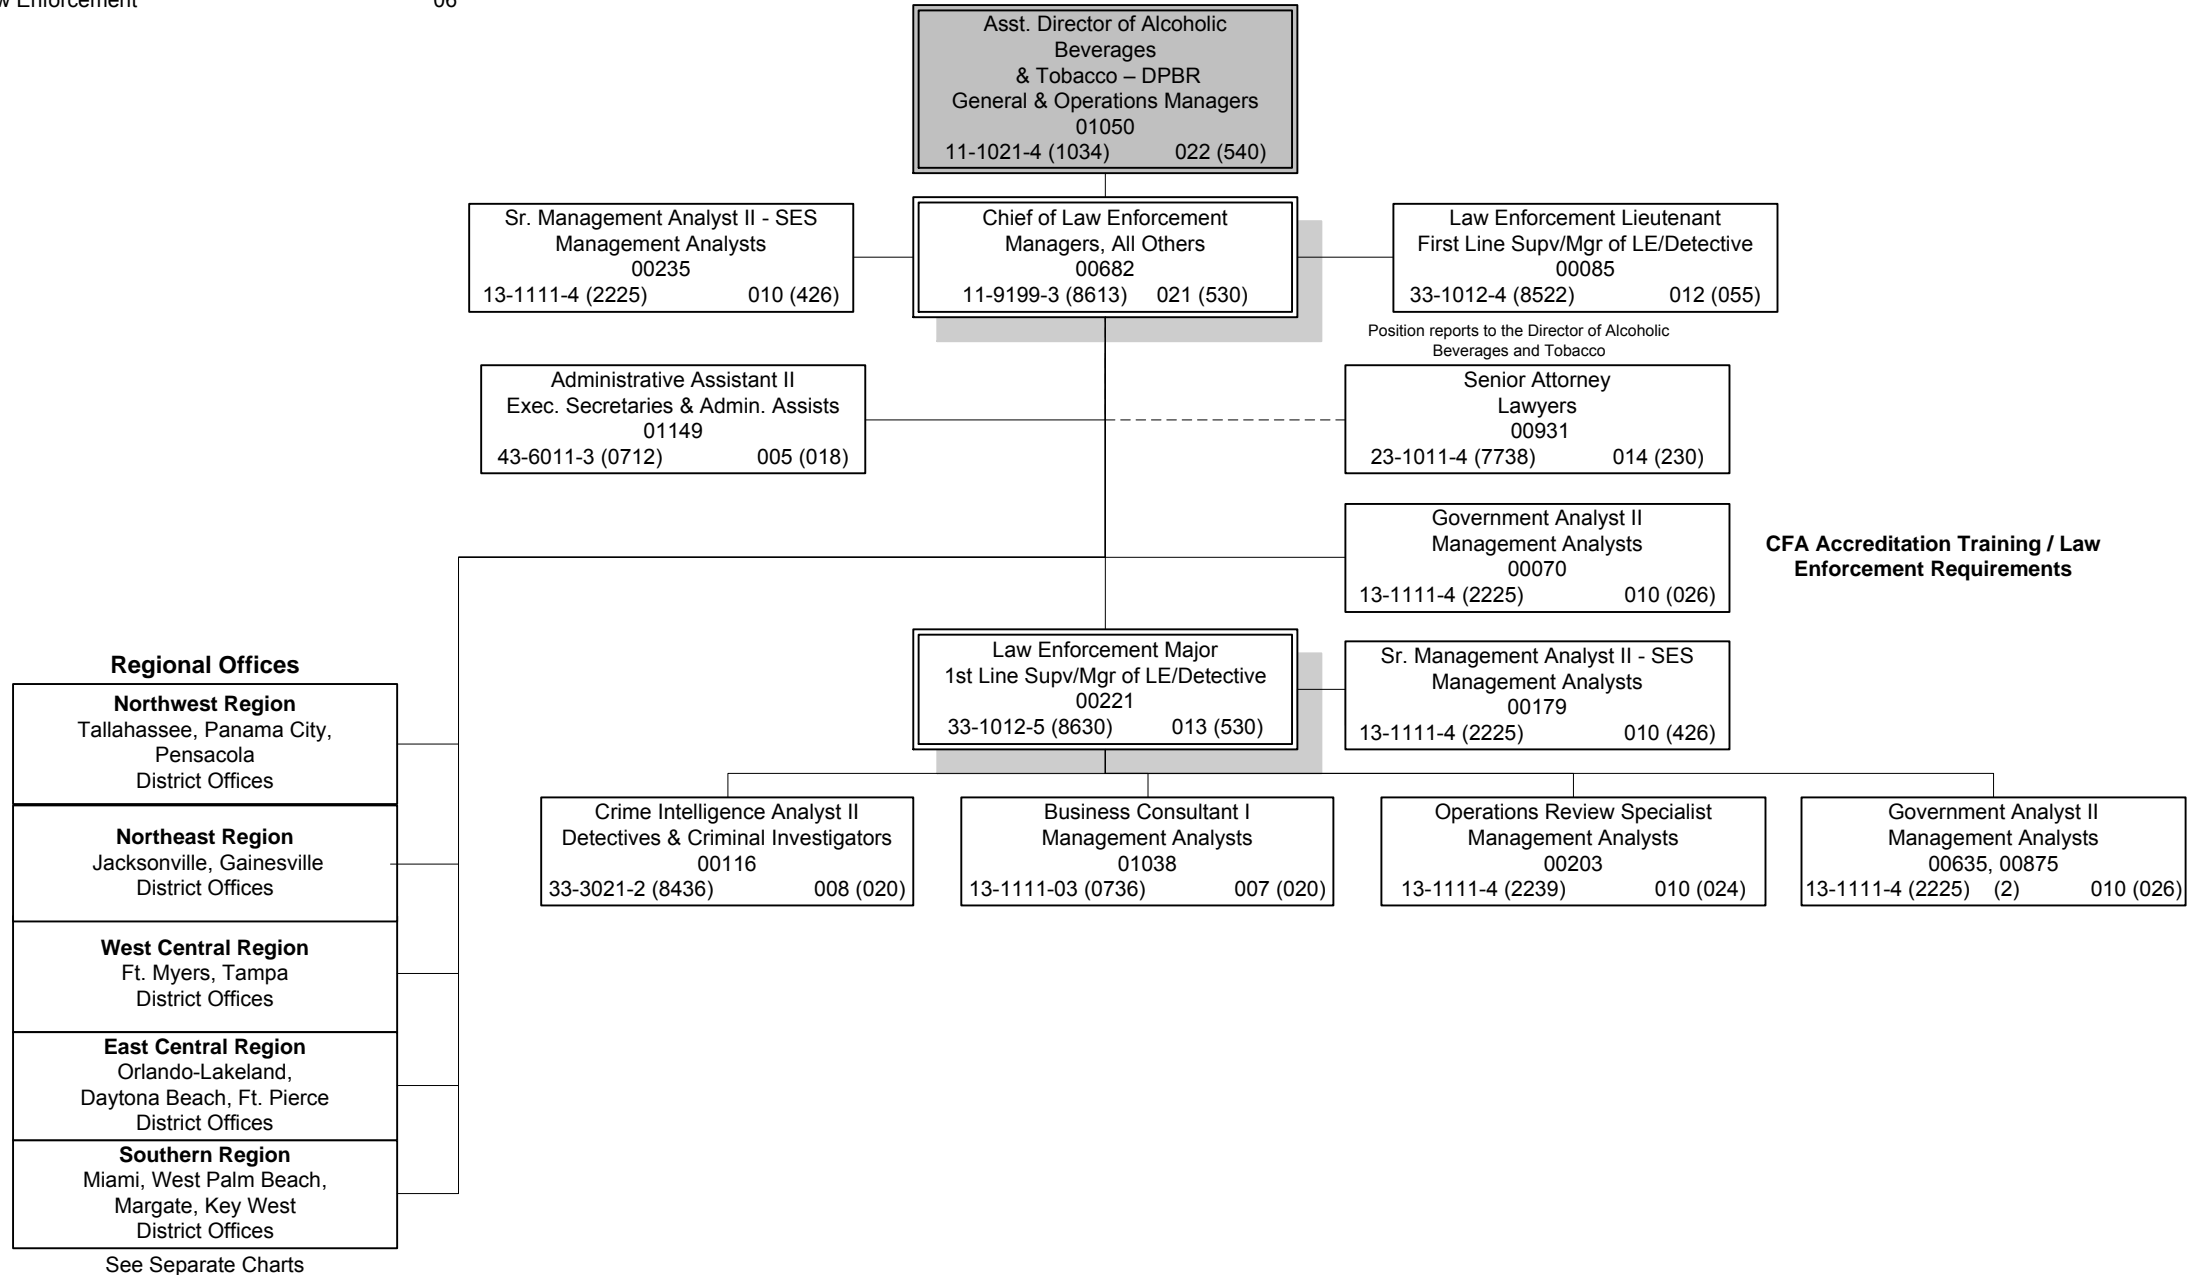 Enforcement 06
Asst. Director of Alcoholic
Beverages
& Tobacco – DPBR
General & Operations Managers
01050
11-1021-4 (1034) 022 (540)
Sr. Management Analyst II - SES
Management Analysts
00235
13-1111-4 (2225) 010 (426)
Chief of Law Enforcement
Managers, All Others
00682
11-9199-3 (8613) 021 (530)
Law Enforcement Lieutenant
First Line Supv/Mgr of LE/Detective
00085
33-1012-4 (8522) 012 (055)
Position reports to the Director of Alcoholic
Beverages and Tobacco
Administrative Assistant II
Exec. Secretaries & Admin. Assists
01149
43-6011-3 (0712) 005 (018)
Senior Attorney
Lawyers
00931
23-1011-4 (7738) 014 (230)
Government Analyst II
Management Analysts
00070
13-1111-4 (2225) 010 (026)
CFA Accreditation Training / Law
Enforcement Requirements
Law Enforcement Major
1st Line Supv/Mgr of LE/Detective
00221
33-1012-5 (8630) 013 (530)
Sr. Management Analyst II - SES
Management Analysts
00179
13-1111-4 (2225) 010 (426)
Regional Offices
Northwest Region
Tallahassee, Panama City,
Pensacola
District Offices
Northeast Region
Jacksonville, Gainesville
District Offices
West Central Region
Ft. Myers, Tampa
District Offices
East Central Region
Orlando-Lakeland,
Daytona Beach, Ft. Pierce
District Offices
Southern Region
Miami, West Palm Beach,
Margate, Key West
District Offices
See Separate Charts
Crime Intelligence Analyst II
Detectives & Criminal Investigators
00116
33-3021-2 (8436) 008 (020)
Business Consultant I
Management Analysts
01038
13-1111-03 (0736) 007 (020)
Operations Review Specialist
Management Analysts
00203
13-1111-4 (2239) 010 (024)
Government Analyst II
Management Analysts
00635, 00875
13-1111-4 (2225) (2) 010 (026)